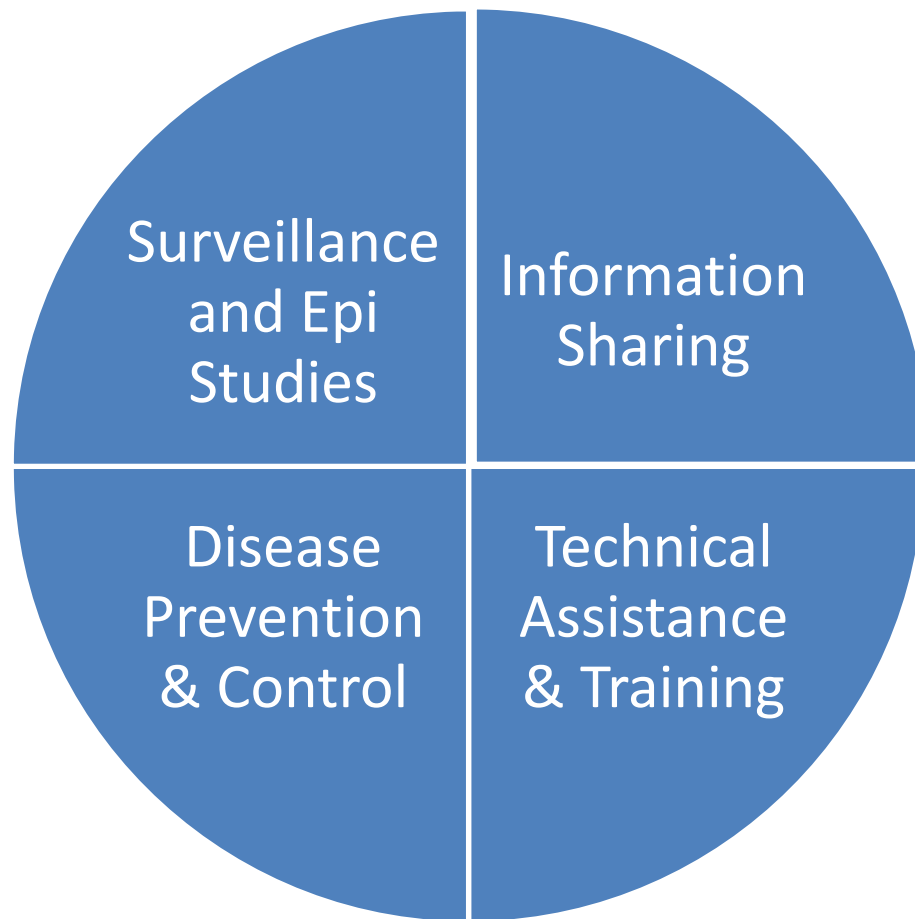 Surveillance
and Epi
Studies
Information
Sharing
Disease
Prevention
& Control
Technical
Assistance
& Training